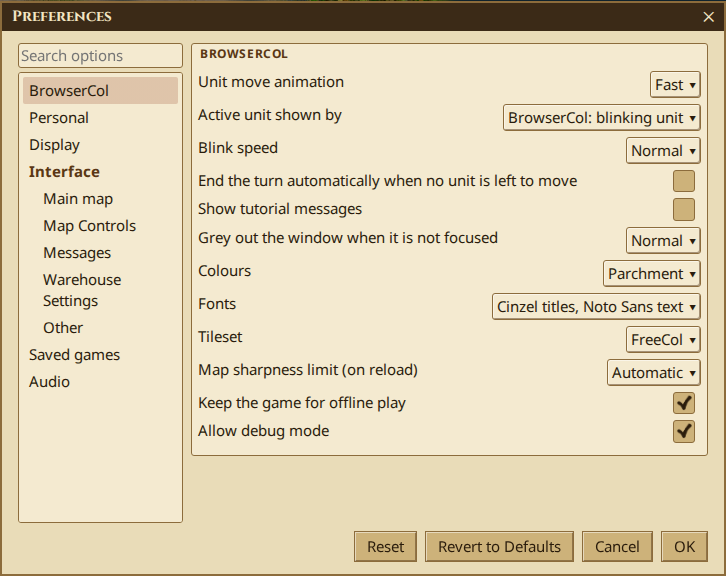 Preferences
Search options
BrowserCol
Personal
Display
Interface
Main map
Map Controls
Messages
Warehouse
Settings
Other
Saved games
Audio
BROWSERCOL
Unit move animation Fast
Active unit shown by BrowserCol: blinking unit
Blink speed Normal
End the turn automatically when no unit is left to move
Show tutorial messages
Grey out the window when it is not focused Normal
Colours Parchment
Fonts Cinzel titles, Noto Sans text
Tileset FreeCol
Map sharpness limit (on reload) Automatic
Keep the game for offline play
Allow debug mode
Reset Revert to Defaults Cancel OK